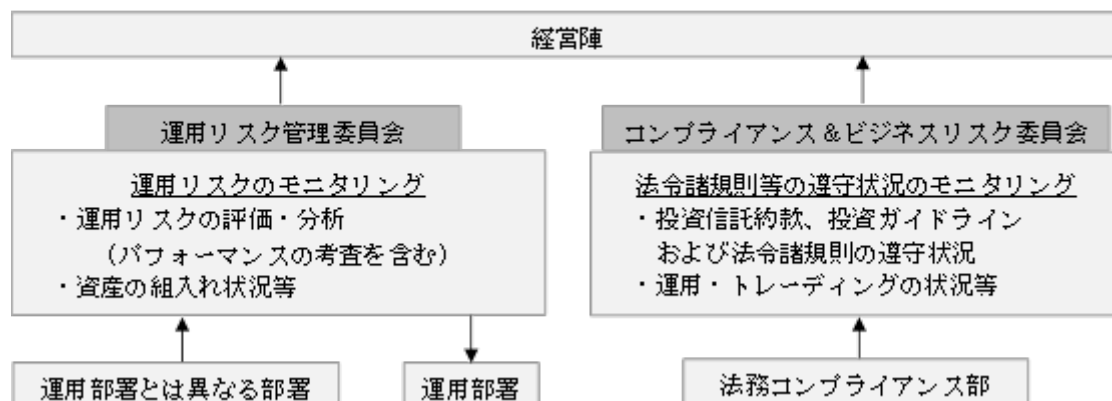 経営陣
運用リスク管理委員会
運用リスクのモニタリング
・運用リスクの評価・分析
（パフォーマンスの考査を含む）
・資産の組入れ状況等
コンプライアンス＆ビジネスリスク委員会
法令諸規則等の遵守状況のモニタリング
・投資信託約款、投資ガイドライン
および法令諸規則の遵守状況
・運用・トレーディングの状況等
運用部署とは異なる部署
運用部署
法務コンプライアンス部